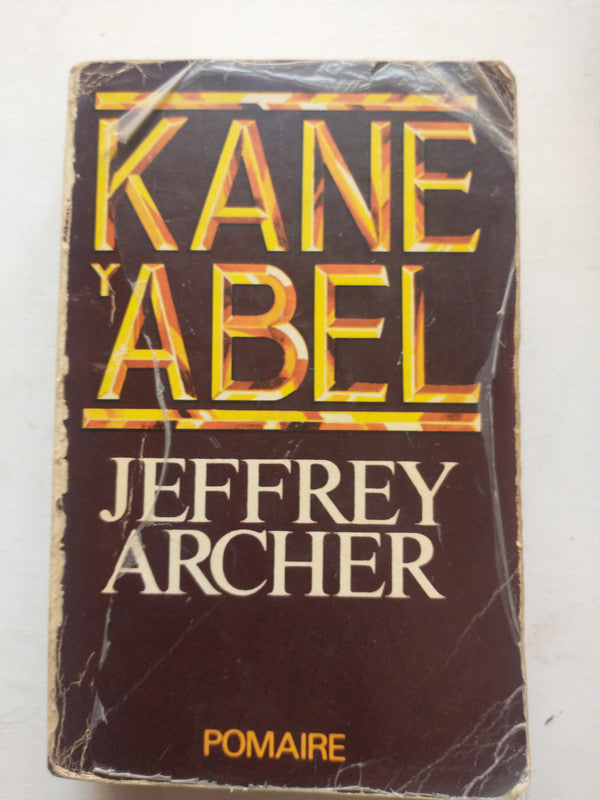 KANE
Y ABEL
JEFFREY
ARCHER
POMAIRE